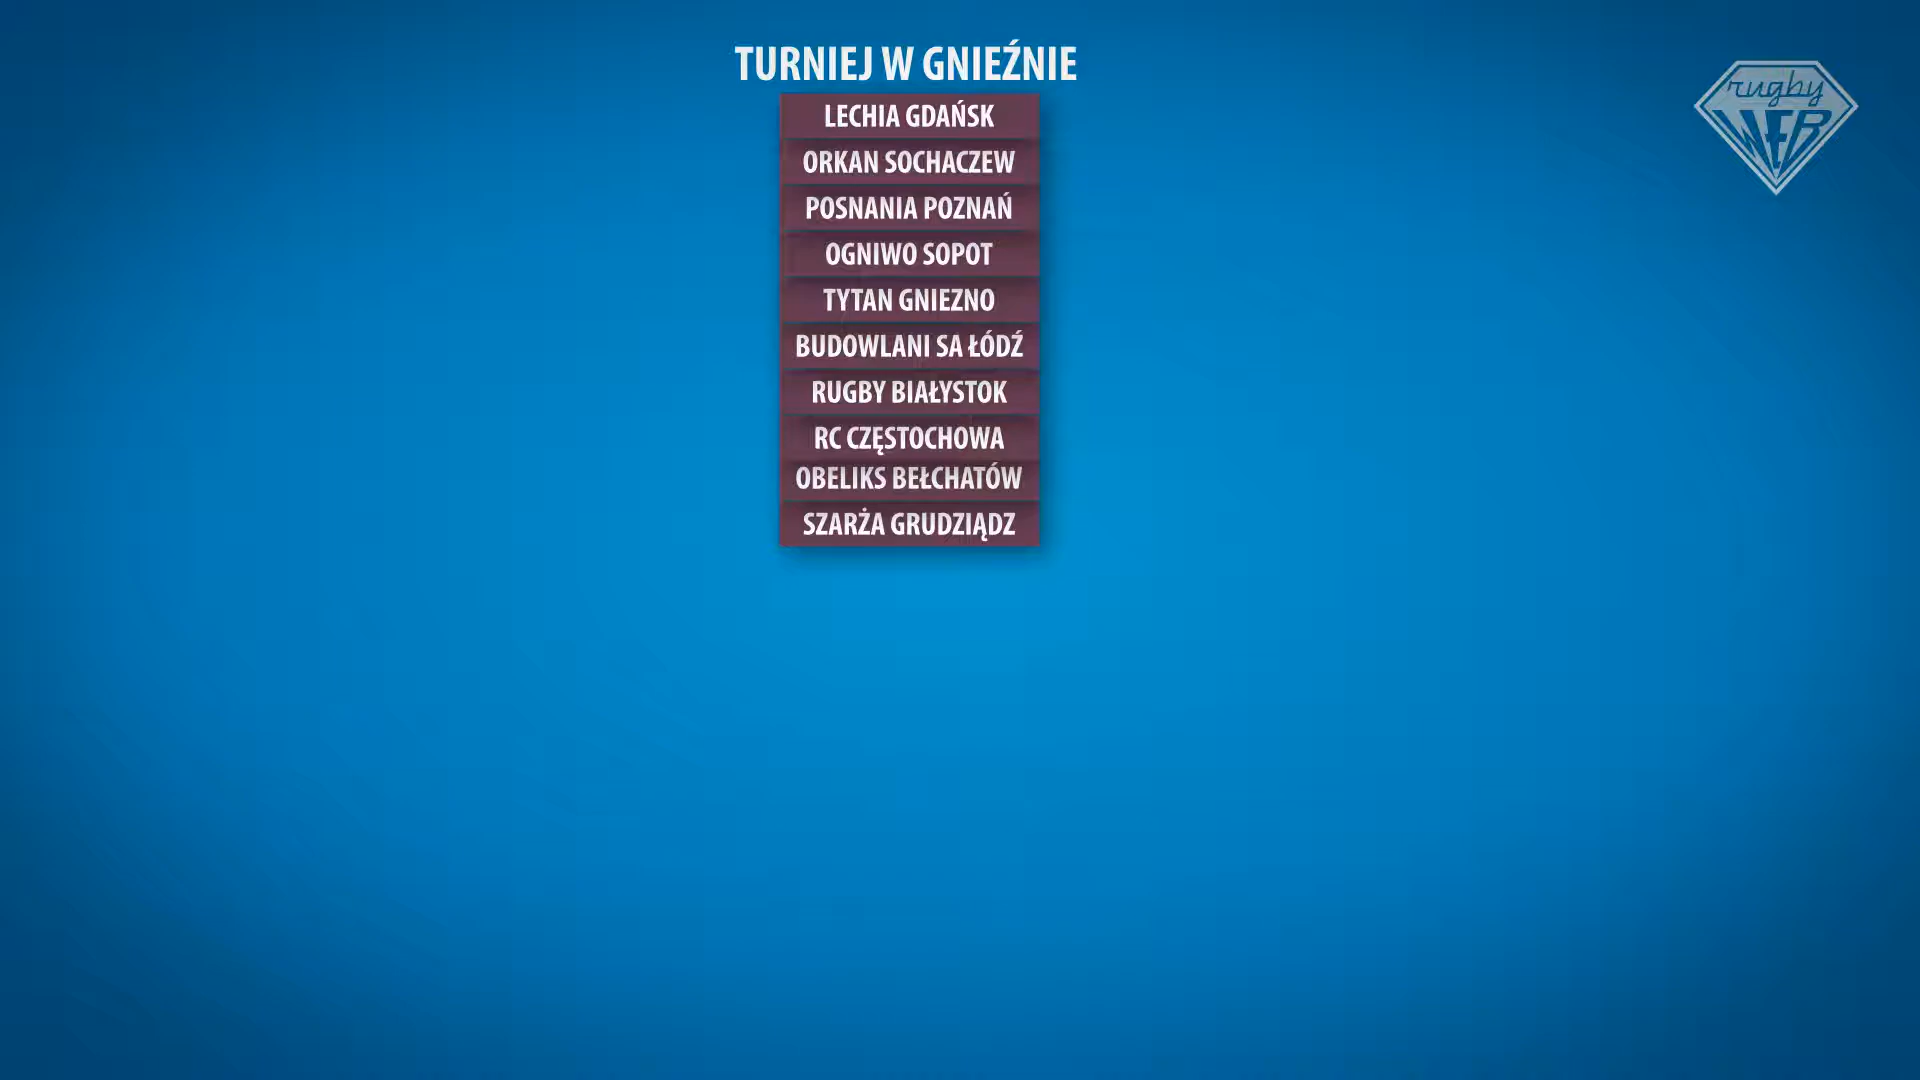 TURNIEJ W GNIEŹNIE
rugby
WEB
LECHIA GDAŃSK
ORKAN SOCHACZEW
POSNANIA POZNAŃ
OGNIWO SOPOT
TYTAN GNIEZNO
BUDOWLANI SA ŁÓDŹ
RUGBY BIAŁYSTOK
RC CZĘSTOCHOWA
OBELIKS BEŁCHATÓW
SZARŻA GRUDZIĄDZ